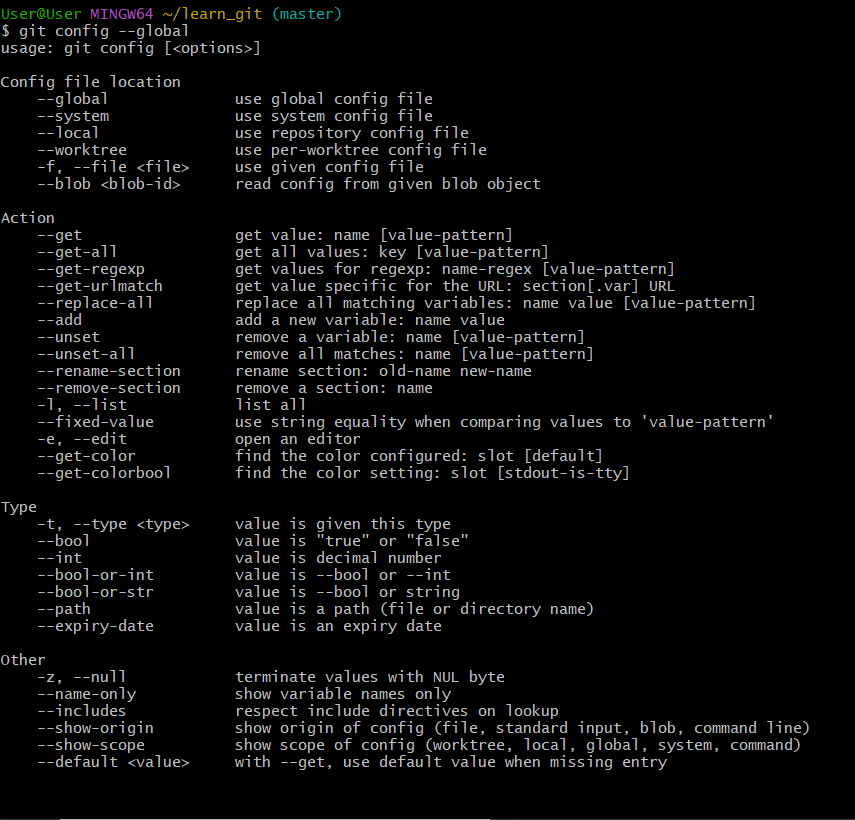 User@User MINGW64 ~/learn_git (master)
$ git config --global
usage: git config [<options>]

Config file location
    --global              use global config file
    --system              use system config file
    --local               use repository config file
    --worktree            use per-worktree config file
    -f, --file <file>     use given config file
    --blob <blob-id>      read config from given blob object

Action
    --get                 get value: name [value-pattern]
    --get-all             get all values: key [value-pattern]
    --get-regexp          get values for regexp: name-regex [value-pattern]
    --get-urlmatch        get value specific for the URL: section[.var] URL
    --replace-all         replace all matching variables: name value [value-pattern]
    --add                 add a new variable: name value
    --unset               remove a variable: name [value-pattern]
    --unset-all           remove all matches: name [value-pattern]
    --rename-section      rename section: old-name new-name
    --remove-section      remove a section: name
    -l, --list            list all
    --fixed-value         use string equality when comparing values to 'value-pattern'
    -e, --edit            open an editor
    --get-color           find the color configured: slot [default]
    --get-colorbool       find the color setting: slot [stdout-is-tty]

Type
    -t, --type <type>     value is given this type
    --bool                value is "true" or "false"
    --int                 value is decimal number
    --bool-or-int         value is --bool or --int
    --bool-or-str         value is --bool or string
    --path                value is a path (file or directory name)
    --expiry-date         value is an expiry date

Other
    -z, --null            terminate values with NUL byte
    --name-only           show variable names only
    --includes            respect include directives on lookup
    --show-origin         show origin of config (file, standard input, blob, command line)
    --show-scope          show scope of config (worktree, local, global, system, command)
    --default <value>     with --get, use default value when missing entry